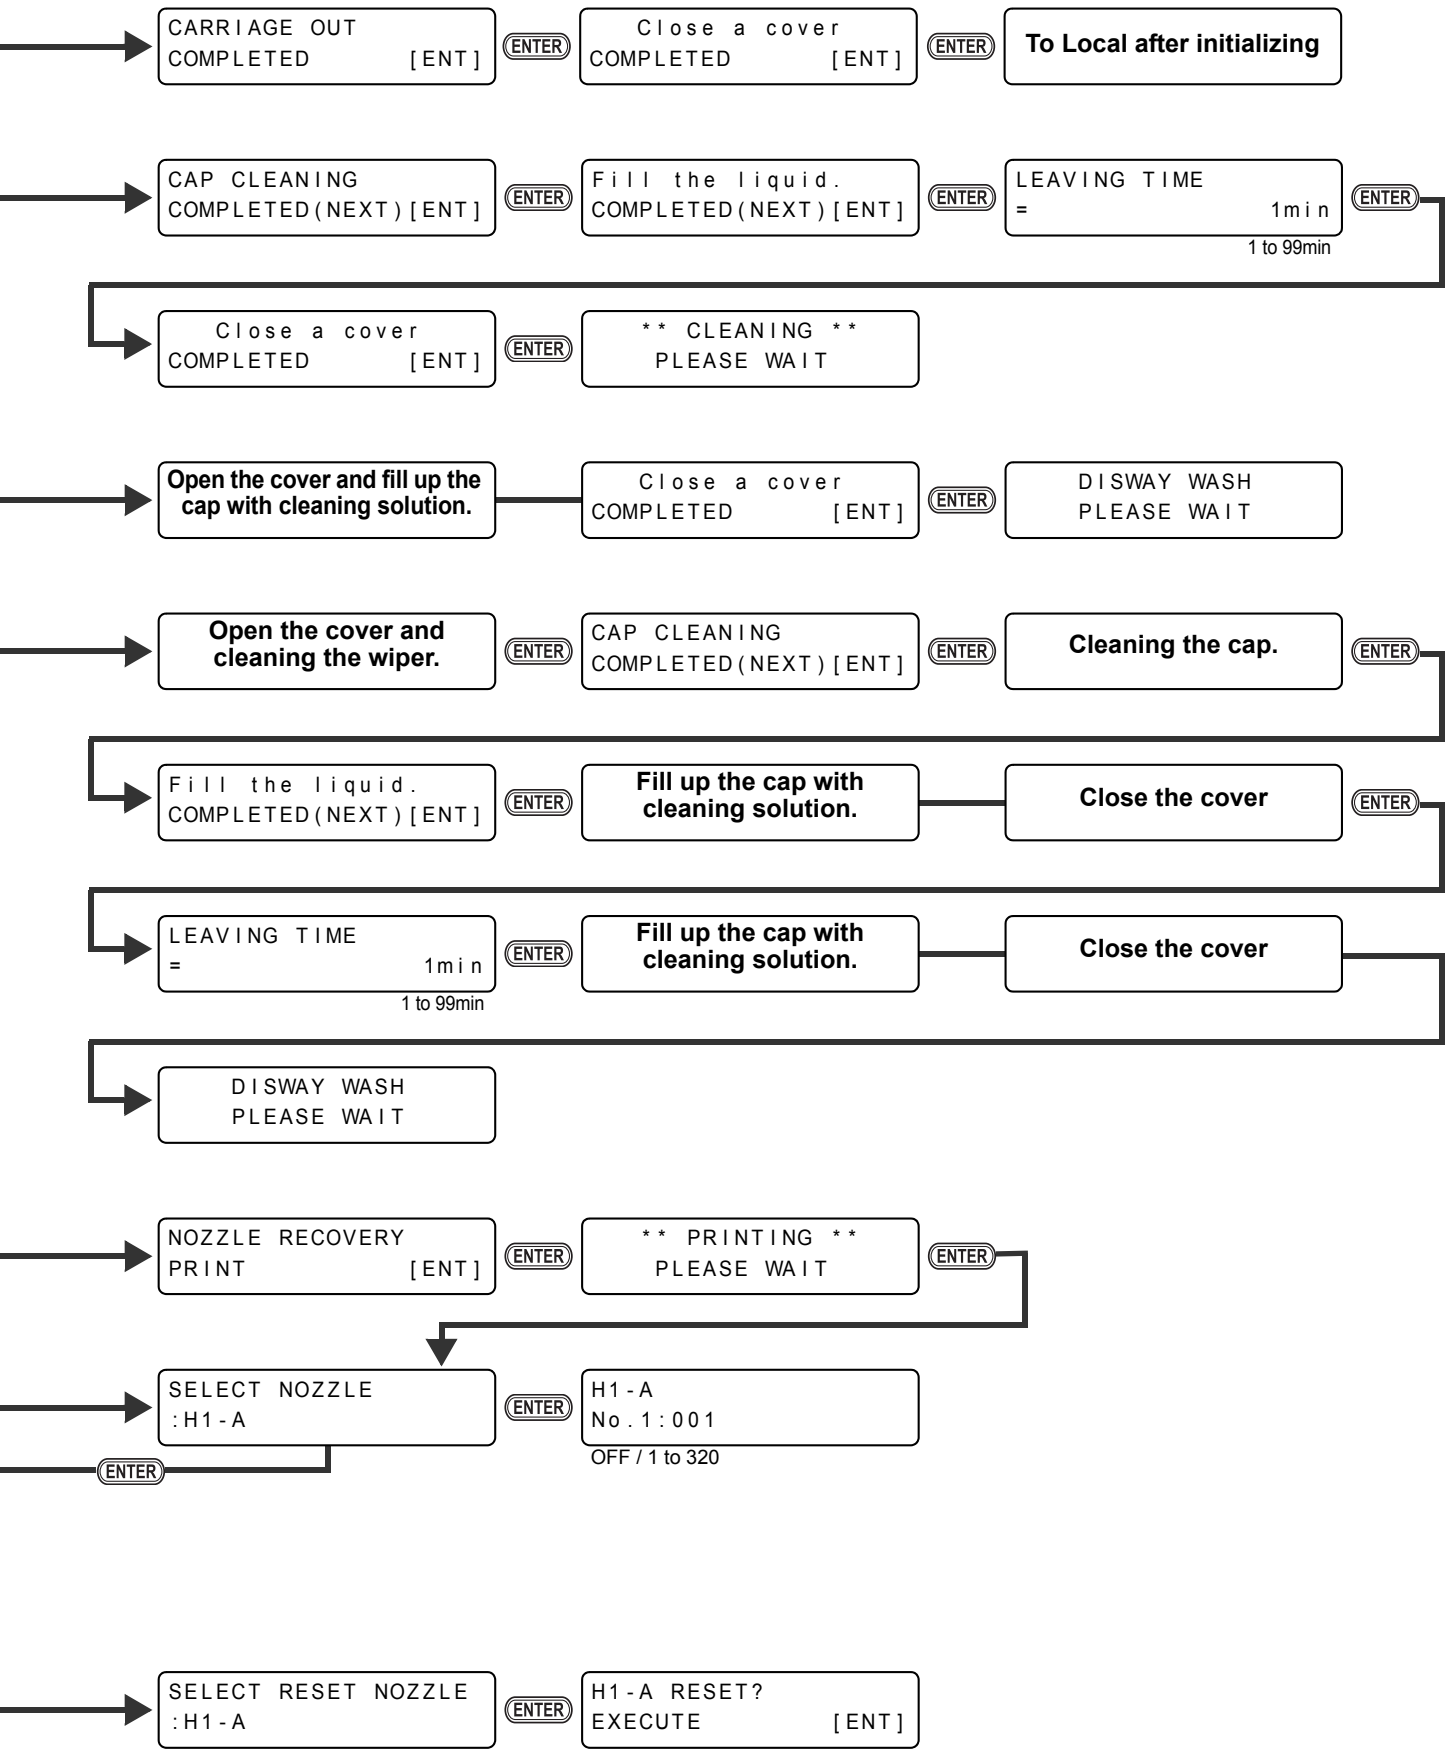 CARRIAGE OUT
COMPLETED [ENT]
ENTER
Close a cover
COMPLETED [ENT]
ENTER
To Local after initializing
CAP CLEANING
COMPLETED(NEXT)[ENT]
ENTER
Fill the liquid.
COMPLETED(NEXT)[ENT]
ENTER
LEAVING TIME
= 1min
1 to 99min
ENTER
Close a cover
COMPLETED [ENT]
ENTER
** CLEANING **
PLEASE WAIT
Open the cover and fill up the
cap with cleaning solution.
Close a cover
COMPLETED [ENT]
ENTER
DISWAY WASH
PLEASE WAIT
Open the cover and
cleaning the wiper.
ENTER
CAP CLEANING
COMPLETED(NEXT)[ENT]
ENTER
Cleaning the cap.
ENTER
Fill the liquid.
COMPLETED(NEXT)[ENT]
ENTER
Fill up the cap with
cleaning solution.
Close the cover
ENTER
LEAVING TIME
= 1min
1 to 99min
ENTER
Fill up the cap with
cleaning solution.
Close the cover
DISWAY WASH
PLEASE WAIT
NOZZLE RECOVERY
PRINT [ENT]
ENTER
** PRINTING **
PLEASE WAIT
ENTER
SELECT NOZZLE
:H1-A
ENTER
H1-A
No.1:001
OFF / 1 to 320
ENTER
SELECT RESET NOZZLE
:H1-A
ENTER
H1-A RESET?
EXECUTE [ENT]